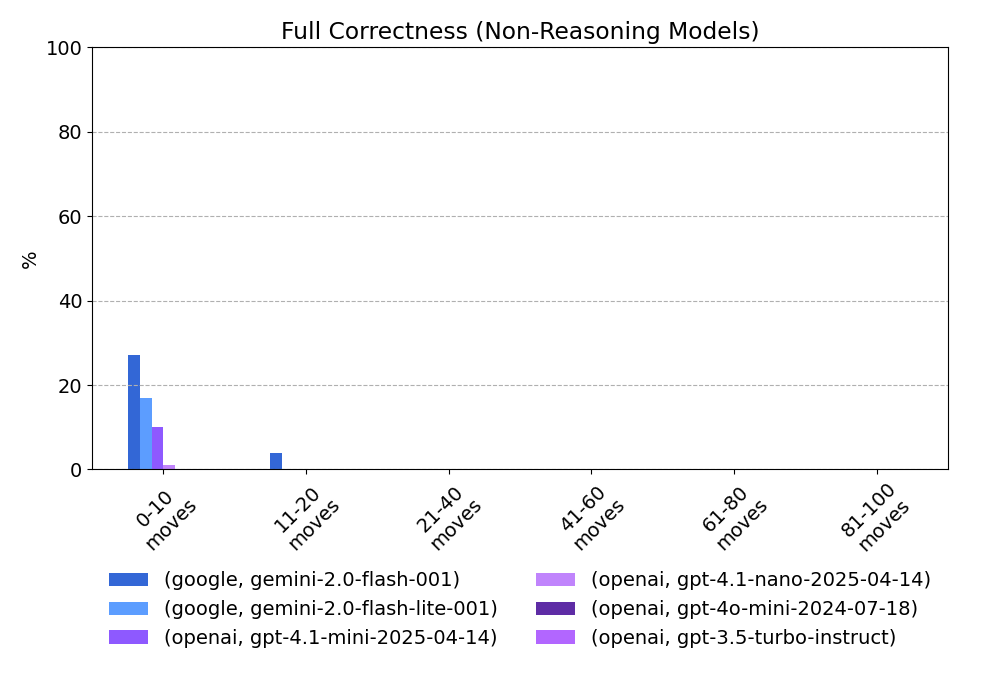 Full Correctness (Non-Reasoning Models)
100
80
60
40
20
0
%
0-10
moves
11-20
moves
21-40
moves
41-60
moves
61-80
moves
81-100
moves
(google, gemini-2.0-flash-001)
(google, gemini-2.0-flash-lite-001)
(openai, gpt-4.1-mini-2025-04-14)
(openai, gpt-4.1-nano-2025-04-14)
(openai, gpt-4o-mini-2024-07-18)
(openai, gpt-3.5-turbo-instruct)